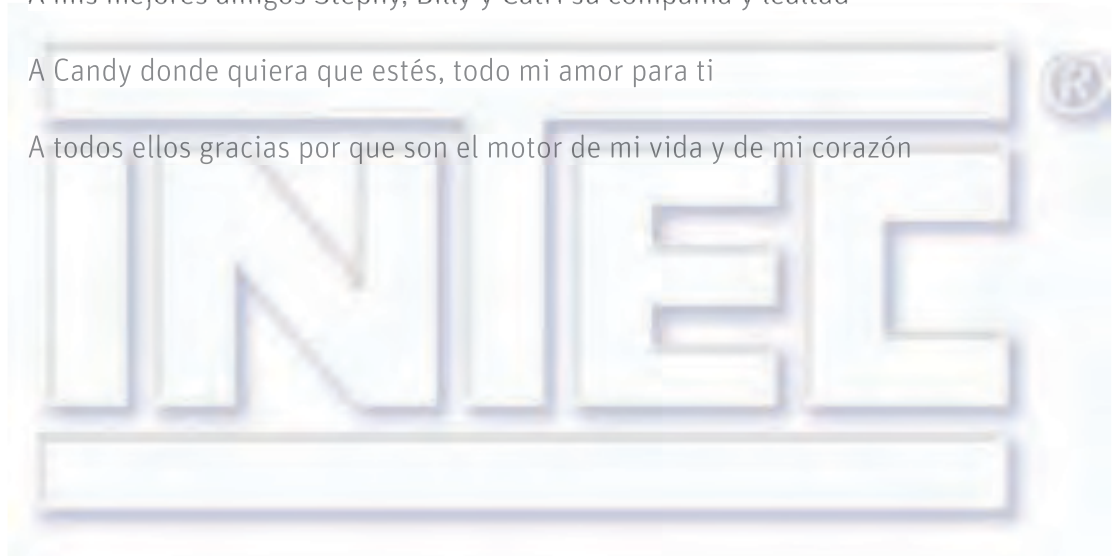 A mis mejores amigos Stephy, Billy y su compañía y lealtad
A Candy donde quiera que estés, todo mi amor para ti
A todos ellos gracias por que son el motor de mi vida y de mi corazón
INTEC ®